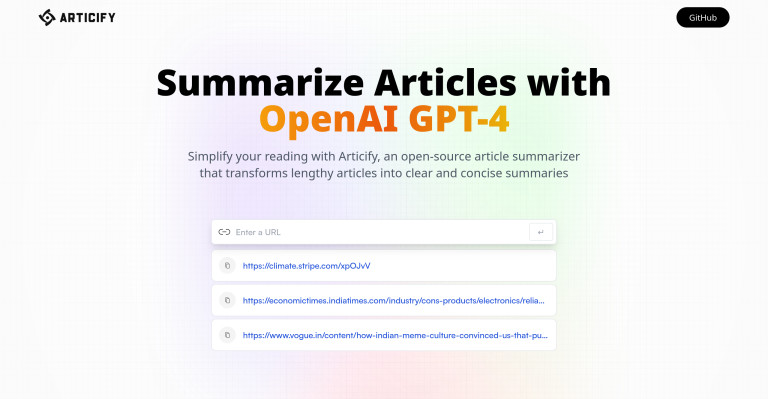 ARTICIFY
GitHub
Summarize Articles with
OpenAI GPT-4
Simplify your reading with Articify, an open-source article summarizer
that transforms lengthy articles into clear and concise summaries
Enter a URL
https://climate.stripe.com/xpOJvV
https://economictimes.indiatimes.com/industry/cons-products/electronics/relia...
https://www.vogue.in/content/how-indian-meme-culture-convinced-us-that-pu...